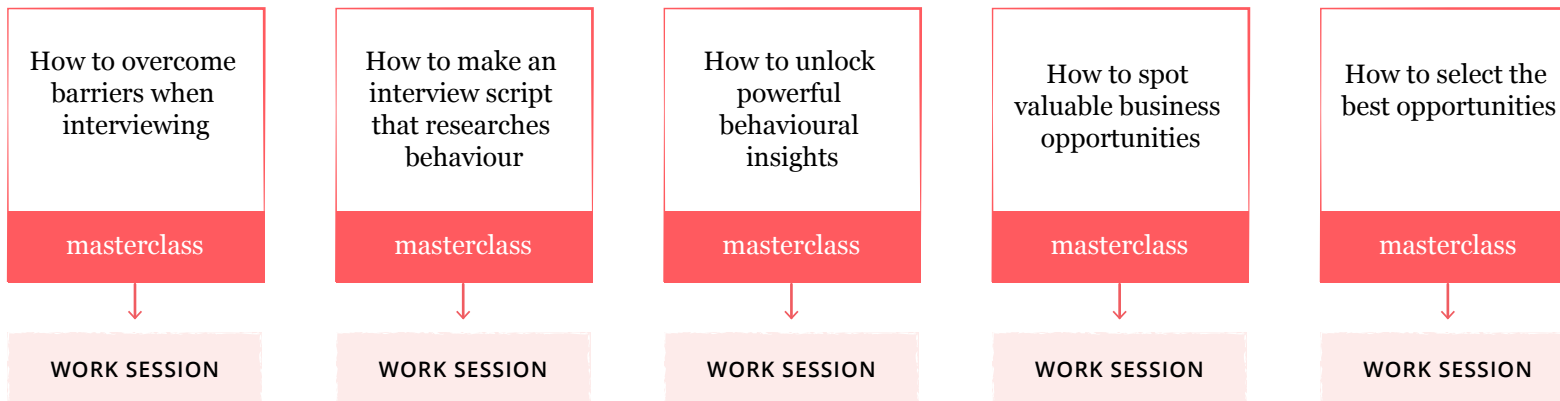 How to overcome
barriers when
interviewing
masterclass
WORK SESSION
How to make an
interview script
that researches
behaviour
masterclass
WORK SESSION
How to unlock
powerful
behavioural
insights
masterclass
WORK SESSION
How to spot
valuable business
opportunities
masterclass
WORK SESSION
How to select the
best opportunities
masterclass
WORK SESSION